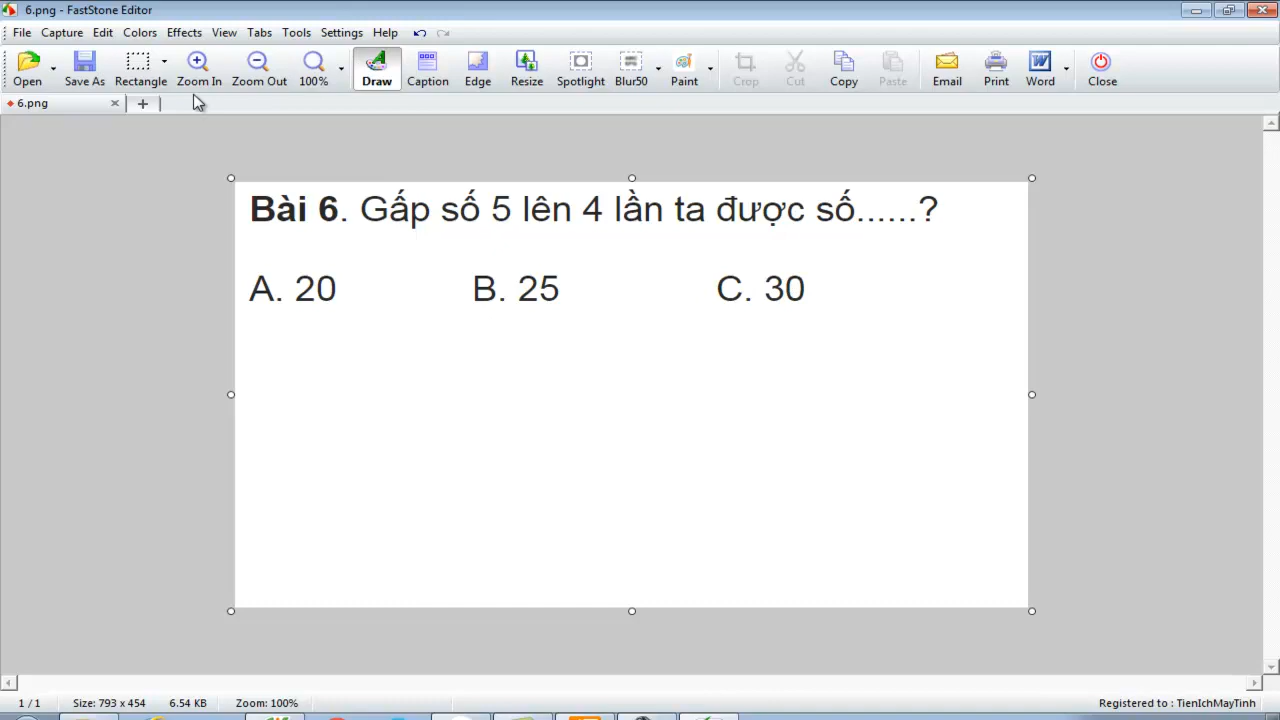 6.png - FastStone Editor
File Capture Edit Colors Effects View Tabs Tools Settings Help
Open Save As Rectangle Zoom In Zoom Out 100% Draw Caption Edge Resize Spotlight Blur50 Paint Crop Cut Copy Paste Email Print Word Close
6.png
Bài 6. Gấp số 5 lên 4 lần ta được số......?
A. 20 B. 25 C. 30
1 / 1 Size: 793 x 454 6.54 KB Zoom: 100% Registered to : TienIchMayTinh